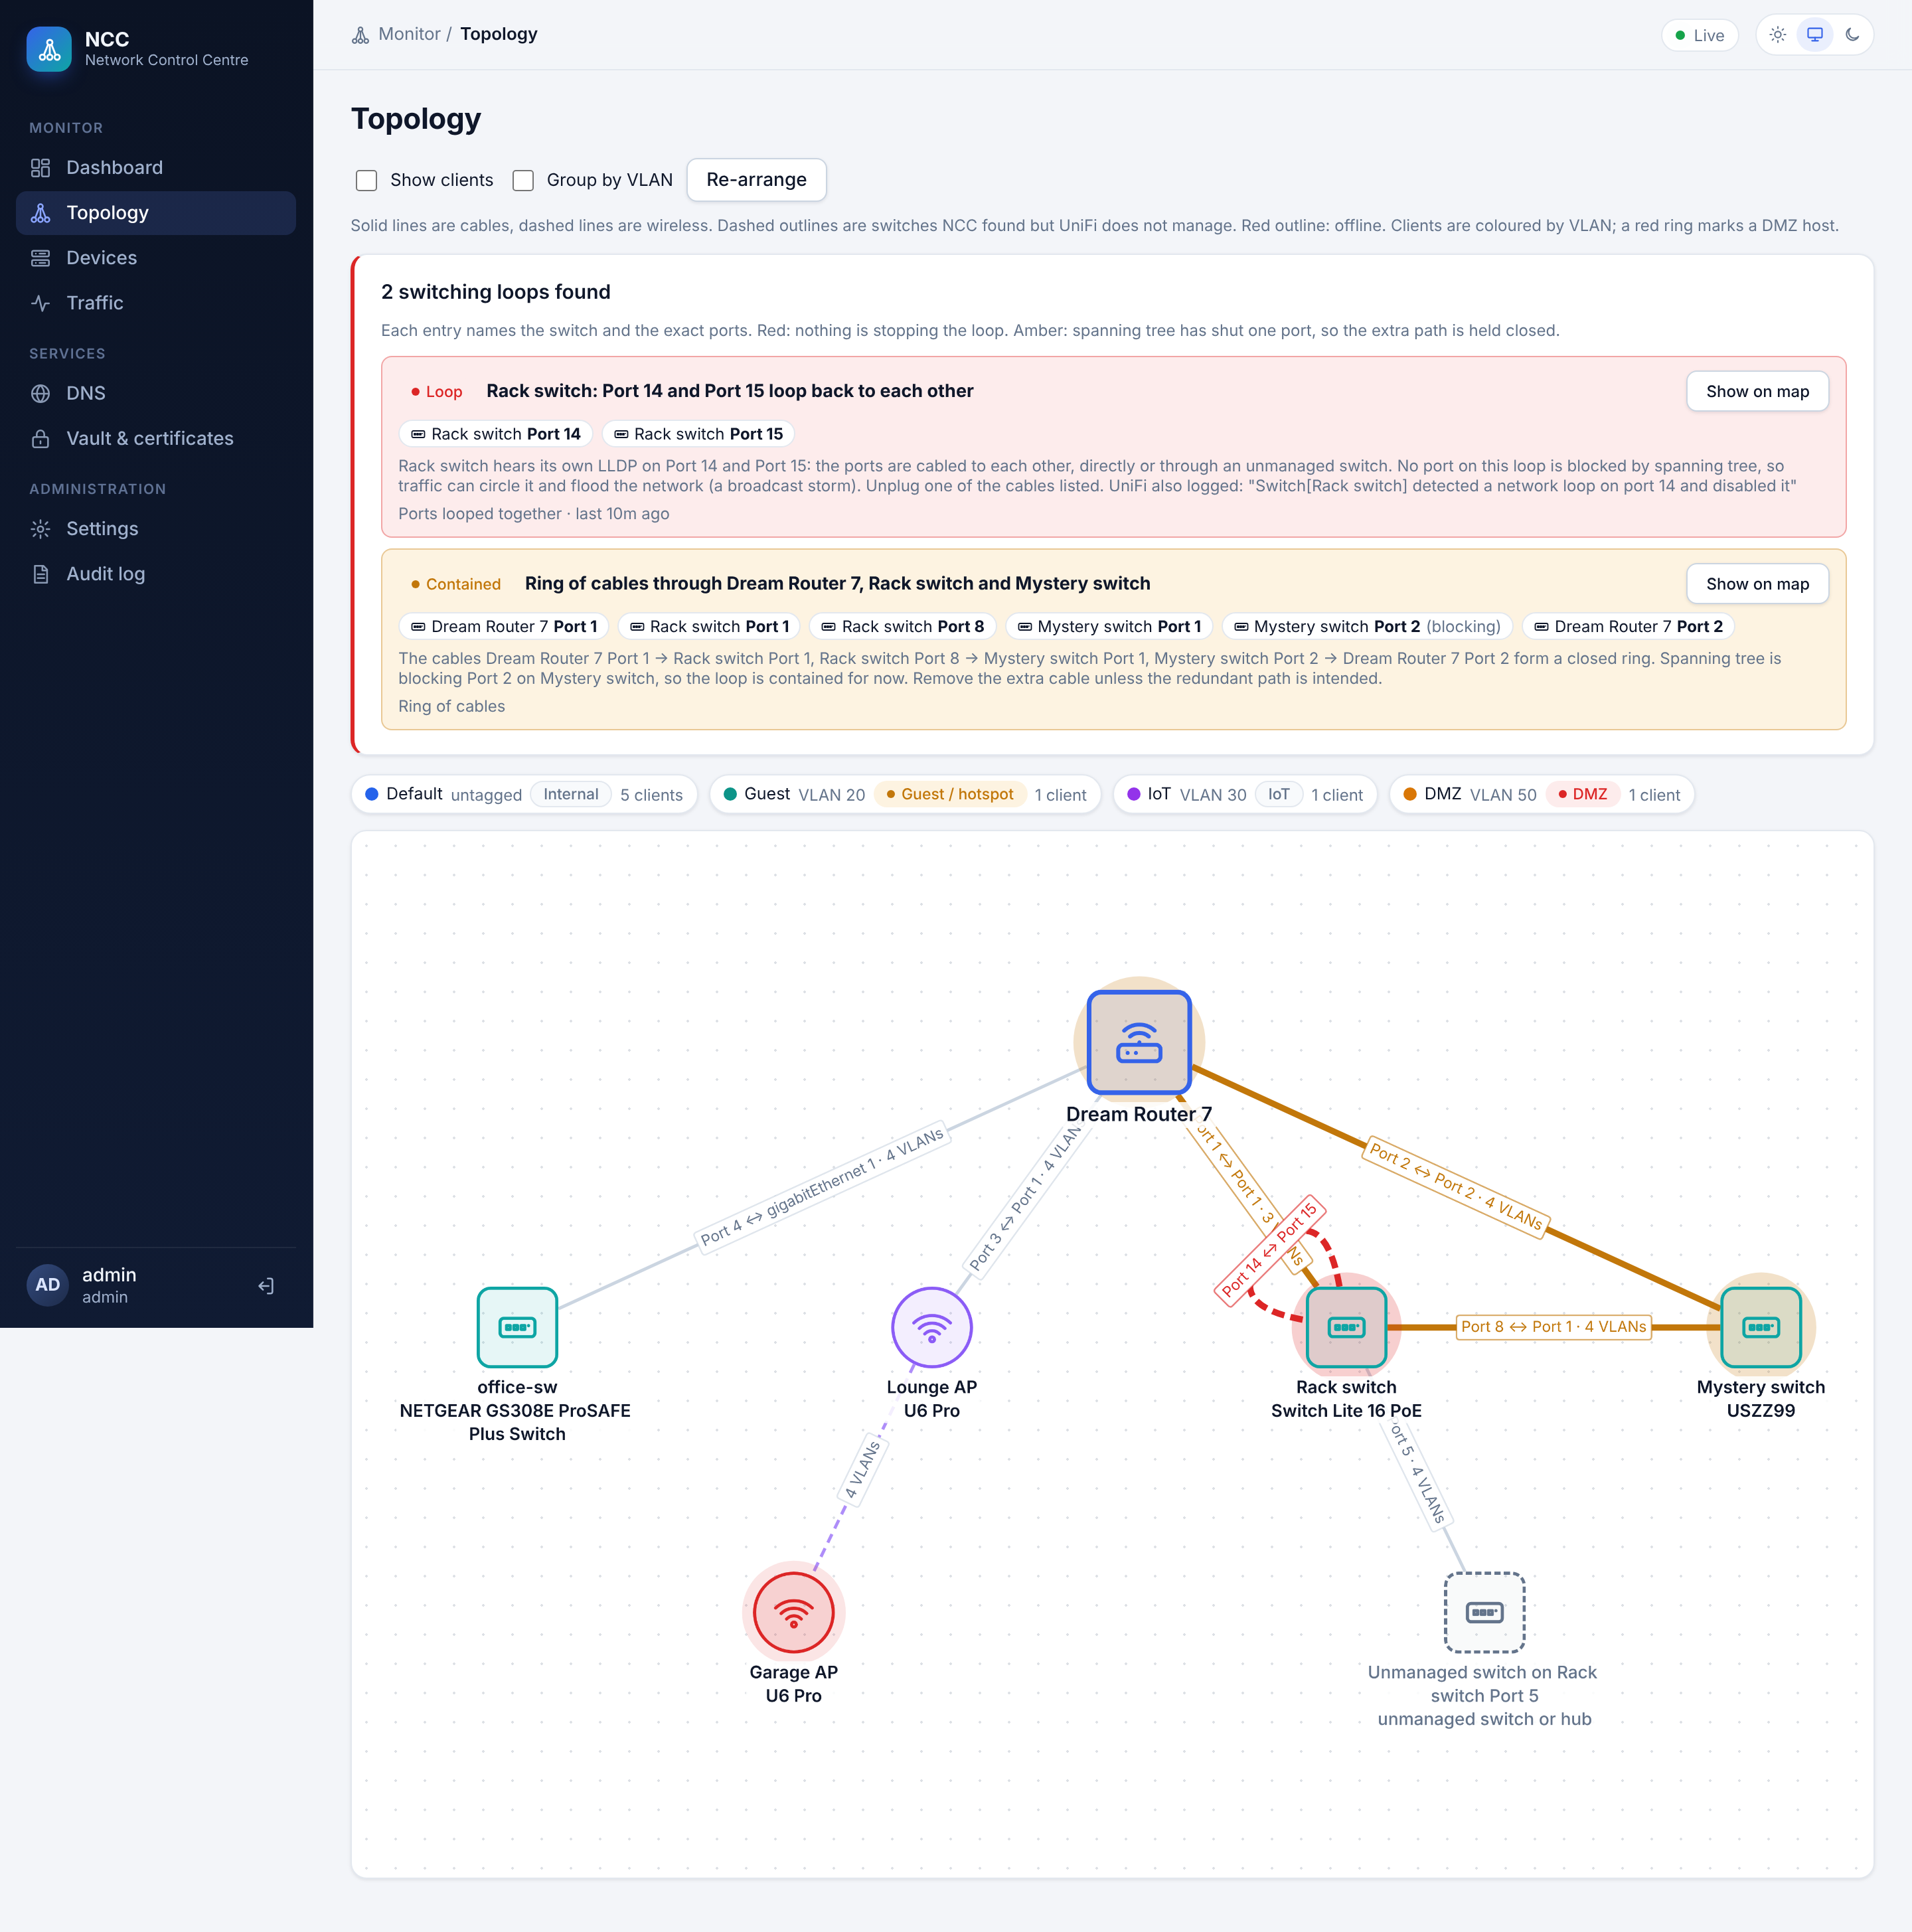 NCC
Network Control Centre
MONITOR
Dashboard
Topology
Devices
Traffic
SERVICES
DNS
Vault & certificates
ADMINISTRATION
Settings
Audit log
AD
admin
admin
Monitor / Topology
Live
Topology
Show clients
Group by VLAN
Re-arrange
Solid lines are cables, dashed lines are wireless. Dashed outlines are switches NCC found but UniFi does not manage. Red outline: offline. Clients are coloured by VLAN; a red ring marks a DMZ host.
2 switching loops found
Each entry names the switch and the exact ports. Red: nothing is stopping the loop. Amber: spanning tree has shut one port, so the extra path is held closed.
Loop Rack switch: Port 14 and Port 15 loop back to each other
Show on map
Rack switch Port 14 Rack switch Port 15
Rack switch hears its own LLDP on Port 14 and Port 15: the ports are cabled to each other, directly or through an unmanaged switch. No port on this loop is blocked by spanning tree, so
traffic can circle it and flood the network (a broadcast storm). Unplug one of the cables listed. UniFi also logged: "Switch[Rack switch] detected a network loop on port 14 and disabled it"
Ports looped together · last 10m ago
Contained Ring of cables through Dream Router 7, Rack switch and Mystery switch
Show on map
Dream Router 7 Port 1 Rack switch Port 1 Rack switch Port 8 Mystery switch Port 1 Mystery switch Port 2 (blocking) Dream Router 7 Port 2
The cables Dream Router 7 Port 1 → Rack switch Port 1, Rack switch Port 8 → Mystery switch Port 1, Mystery switch Port 2 → Dream Router 7 Port 2 form a closed ring. Spanning tree is
blocking Port 2 on Mystery switch, so the loop is contained for now. Remove the extra cable unless the redundant path is intended.
Ring of cables
Default untagged Internal 5 clients
Guest VLAN 20 Guest / hotspot 1 client
IoT VLAN 30 IoT 1 client
DMZ VLAN 50 DMZ 1 client
Dream Router 7
Port 4 ↔ gigabitEthernet 1 · 4 VLANs
Port 3 ↔ Port 1 · 4 VLAN
ort 1 ↔ Port 1 · 3
Ns
Port 2 ↔ Port 2 · 4 VLANs
Port 14 ↔ Port 15
Port 8 ↔ Port 1 · 4 VLANs
office-sw
NETGEAR GS308E ProSAFE
Plus Switch
Lounge AP
U6 Pro
Rack switch
Switch Lite 16 PoE
Mystery switch
USZZ99
4 VLANs
ort 5 · 4 VLANs
Garage AP
U6 Pro
Unmanaged switch on Rack
switch Port 5
unmanaged switch or hub